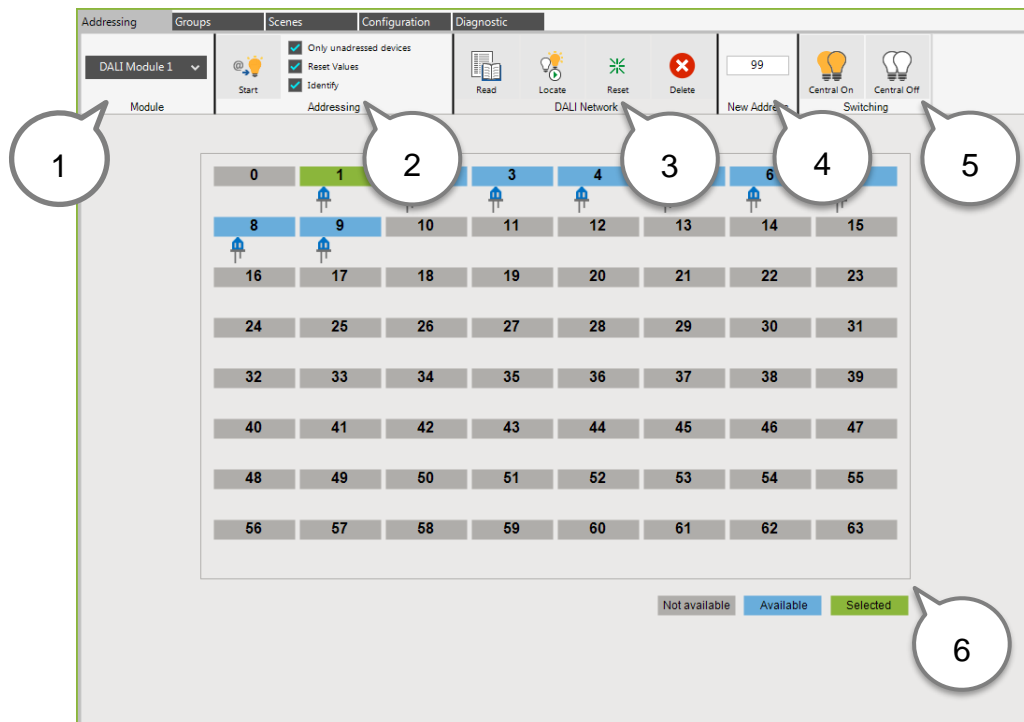 Addressing Groups Scenes Configuration Diagnostic
DALI Module 1
Module
@
Start
Only unadressed devices
Reset Values
Identify
Addressing
Read Locate Reset Delete
DALI Network
99
New Address
Central On Central Off
Switching
1 2 3 4 5
0 1 3 4 6
8 9 10 11 12 13 14 15
16 17 18 19 20 21 22 23
24 25 26 27 28 29 30 31
32 33 34 35 36 37 38 39
40 41 42 43 44 45 46 47
48 49 50 51 52 53 54 55
56 57 58 59 60 61 62 63
Not available Available Selected
6